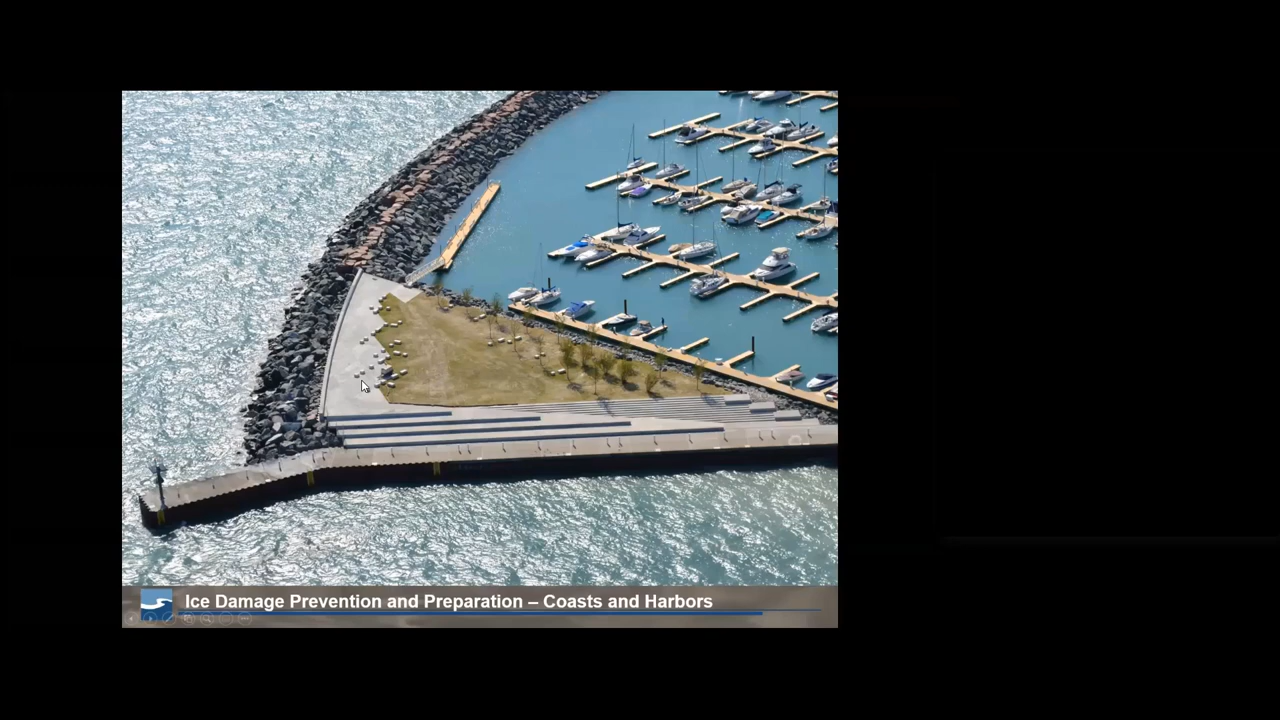 Ice Damage Prevention and Preparation – Coasts and Harbors